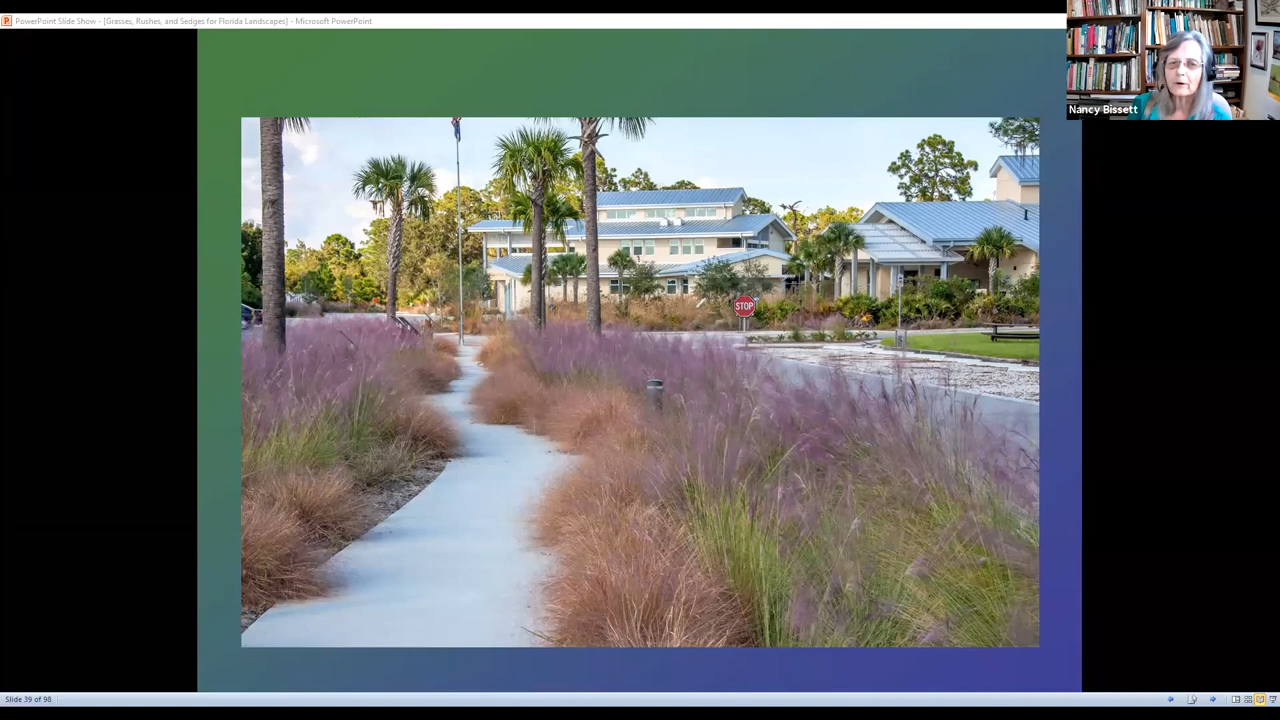 PowerPoint Slide Show - [Grasses, Rushes, and Sedges for Florida Landscapes] - Microsoft PowerPoint
Nancy Bissett
STOP
Slide 39 of 98